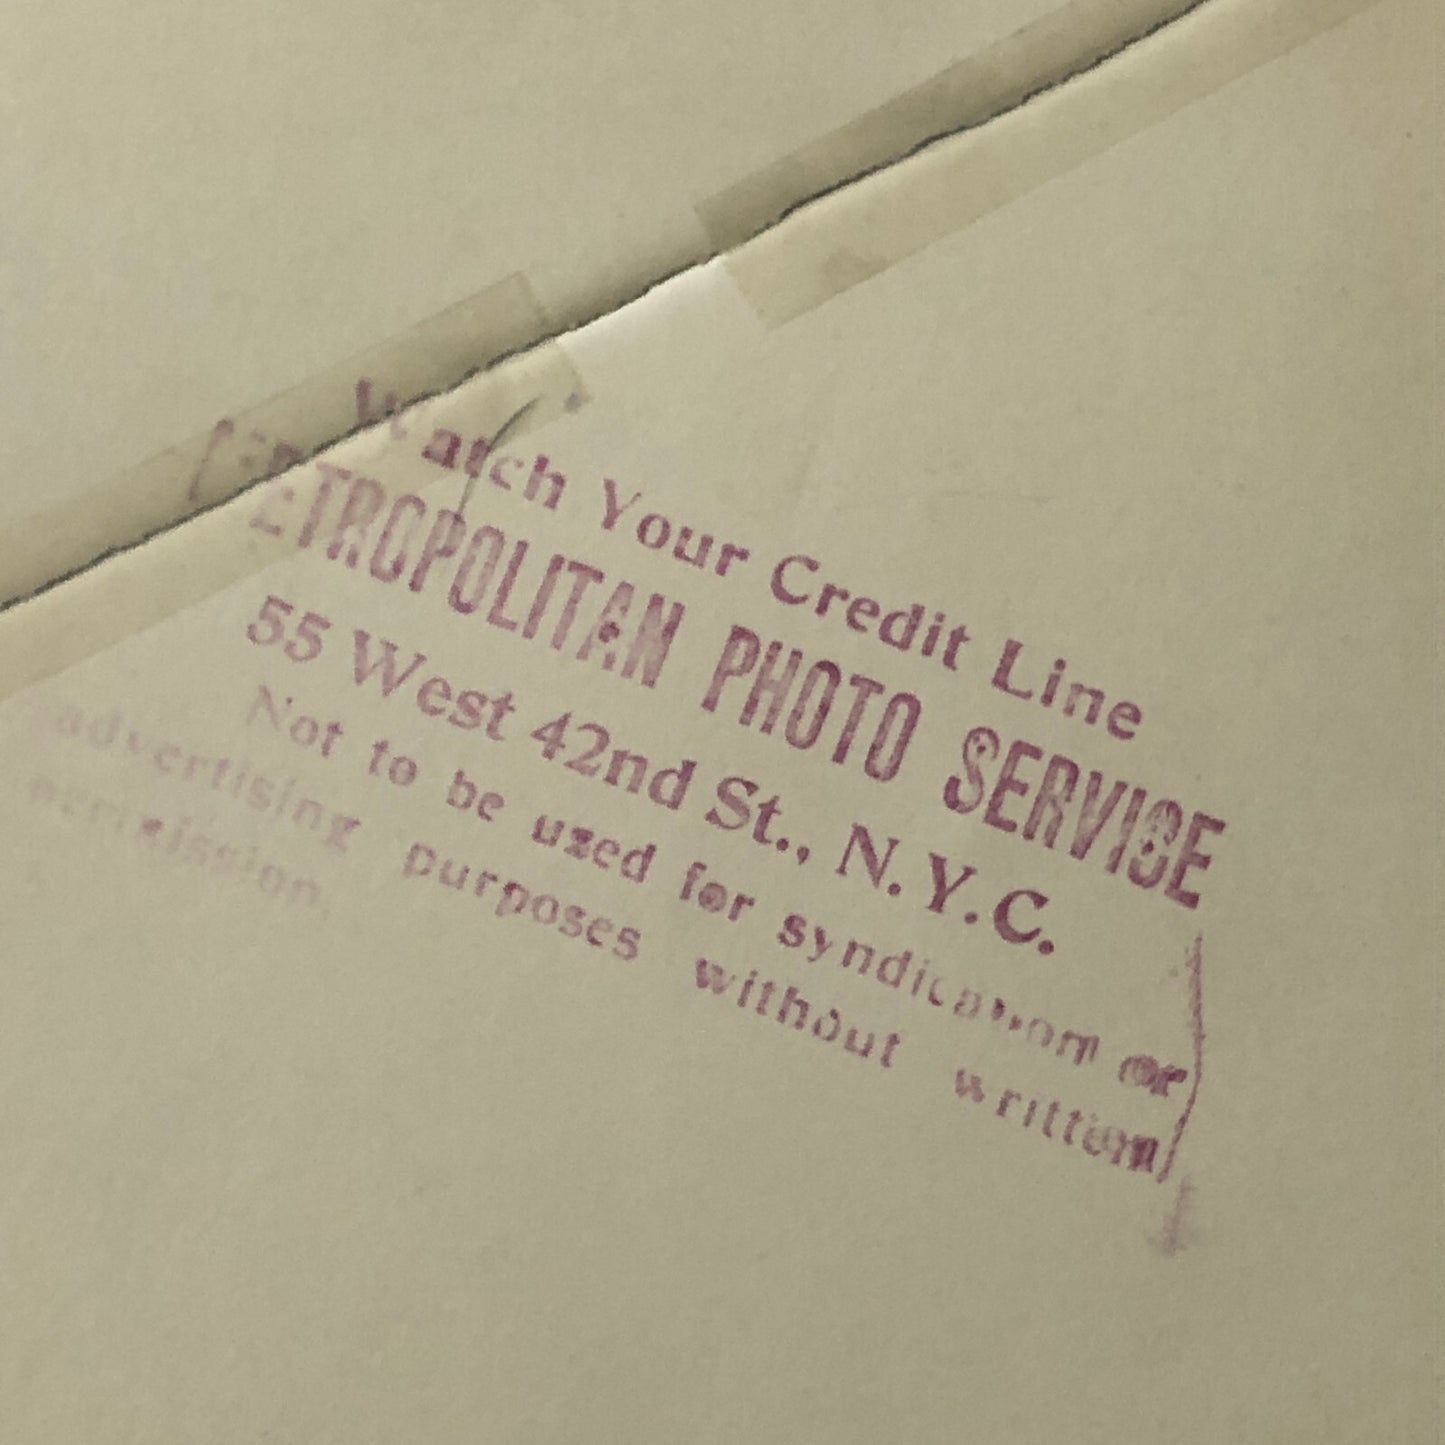 Watch Your Credit Line
METROPOLITAN PHOTO SERVICE
55 West 42nd St., N.Y.C.
Not to be used for syndication or
advertising purposes without written
permission.